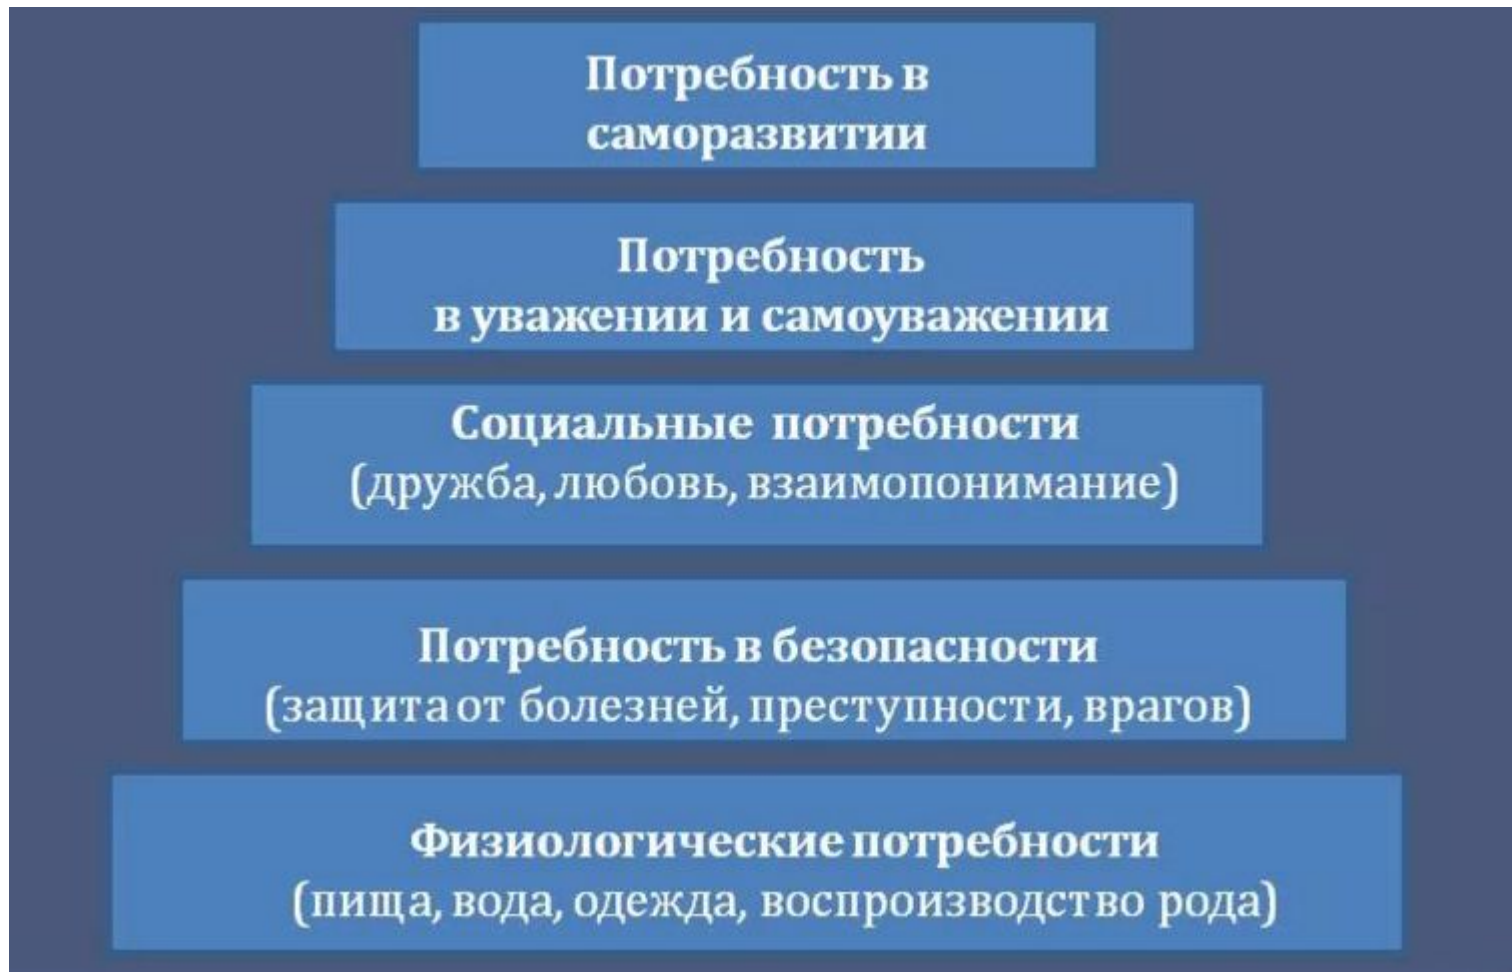 Потребность в
саморазвитии
Потребность
в уважении и самоуважении
Социальные потребности
(дружба, любовь, взаимопонимание)
Потребность в безопасности
(защита от болезней, преступности, врагов)
Физиологические потребности
(пища, вода, одежда, воспроизводство рода)